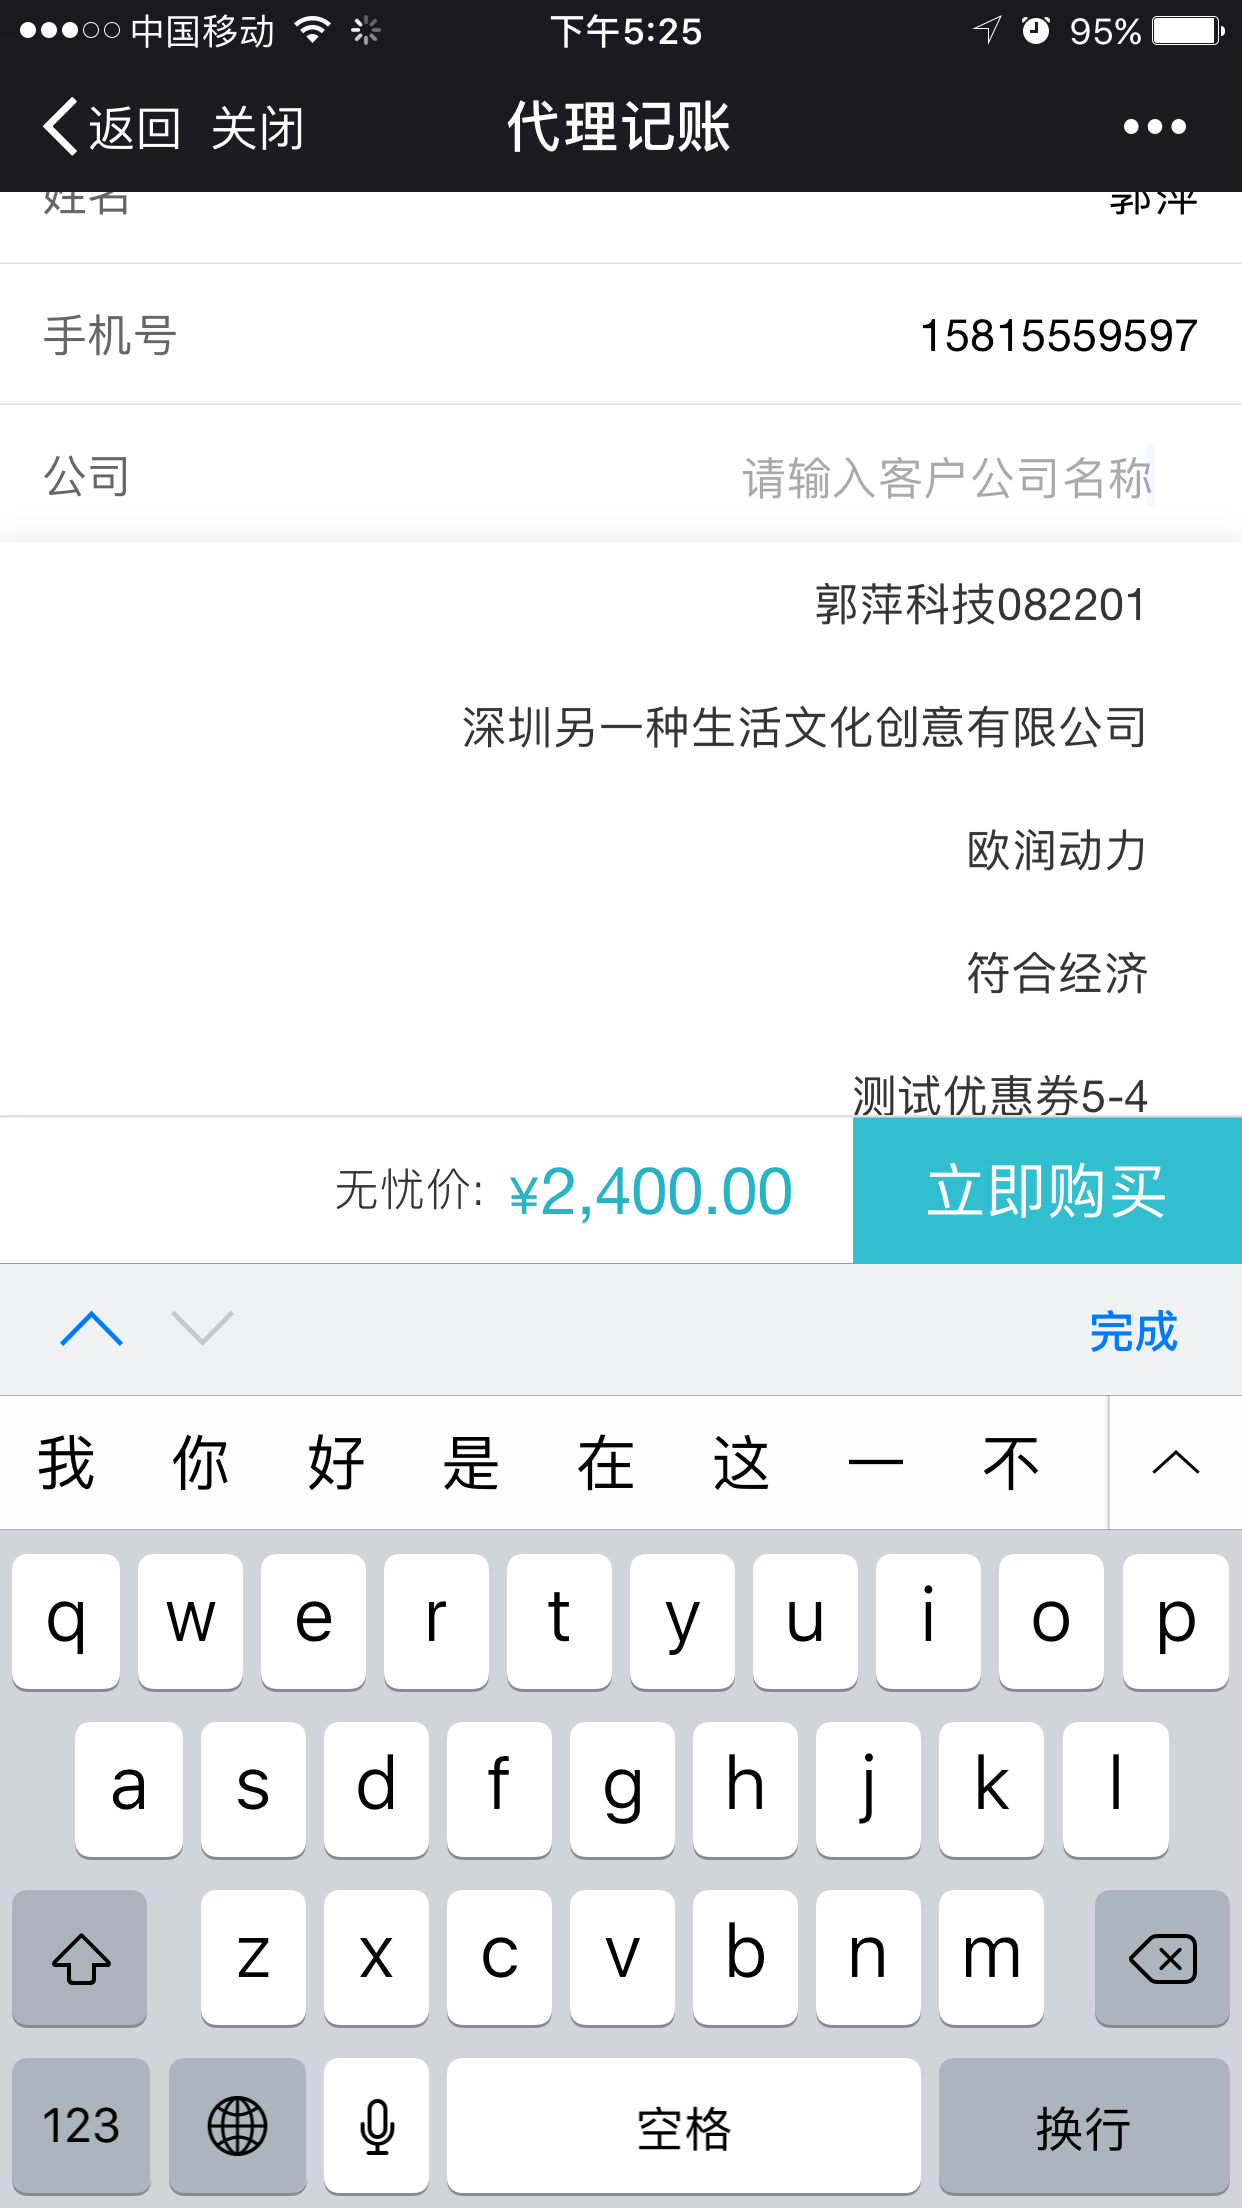 中国移动 下午5:25 95%
返回 关闭 代理记账
姓名 郭萍
手机号 15815559597
公司 请输入客户公司名称
郭萍科技082201
深圳另一种生活文化创意有限公司
欧润动力
符合经济
测试优惠券5-4
无忧价: ¥2,400.00 立即购买
完成
我 你 好 是 在 这 一 不
q w e r t y u i o p
a s d f g h j k l
z x c v b n m
123 空格 换行